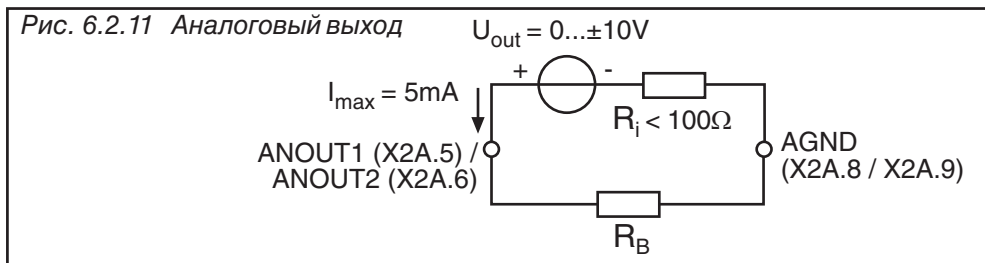 Рис. 6.2.11 Аналоговый выход
U_out = 0...±10V
+ -
I_max = 5mA
R_i < 100Ω
ANOUT1 (X2A.5) /
ANOUT2 (X2A.6)
AGND
(X2A.8 / X2A.9)
R_B